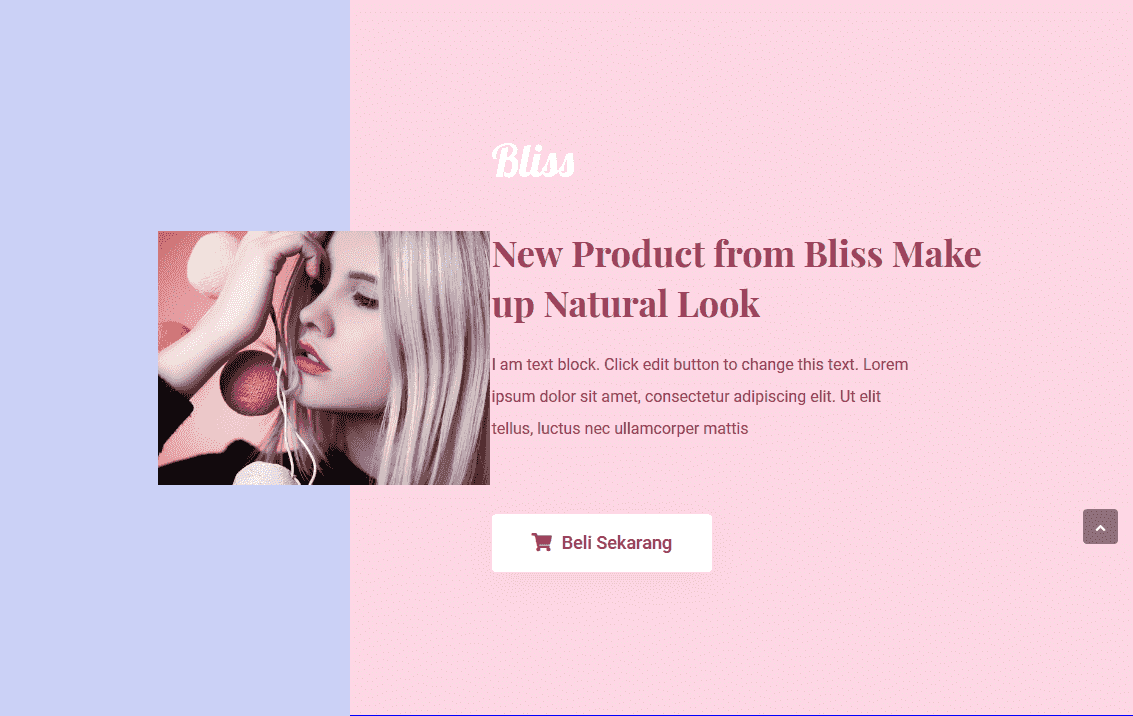 Bliss
New Product from Bliss Make
up Natural Look
I am text block. Click edit button to change this text. Lorem
ipsum dolor sit amet, consectetur adipiscing elit. Ut elit
tellus, luctus nec ullamcorper mattis
Beli Sekarang